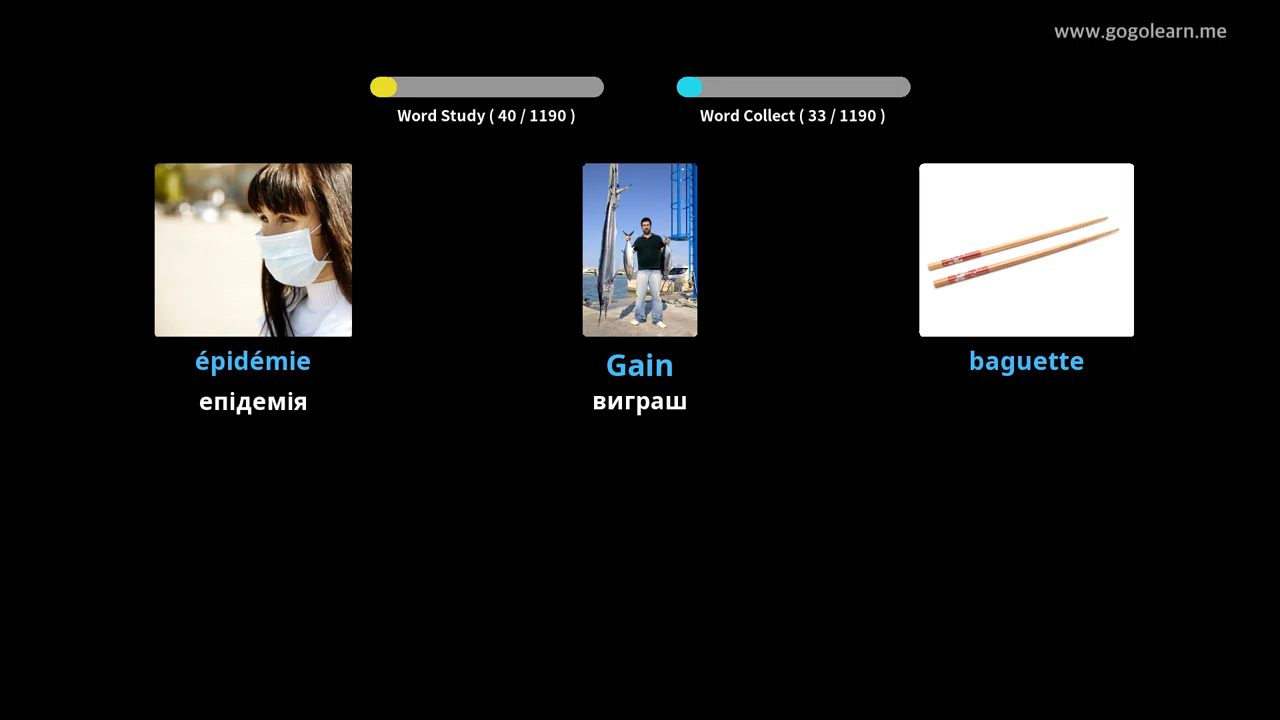 www.gogolearn.me
Word Study ( 40 / 1190 )
Word Collect ( 33 / 1190 )
épidémie
епідемія
Gain
виграш
baguette